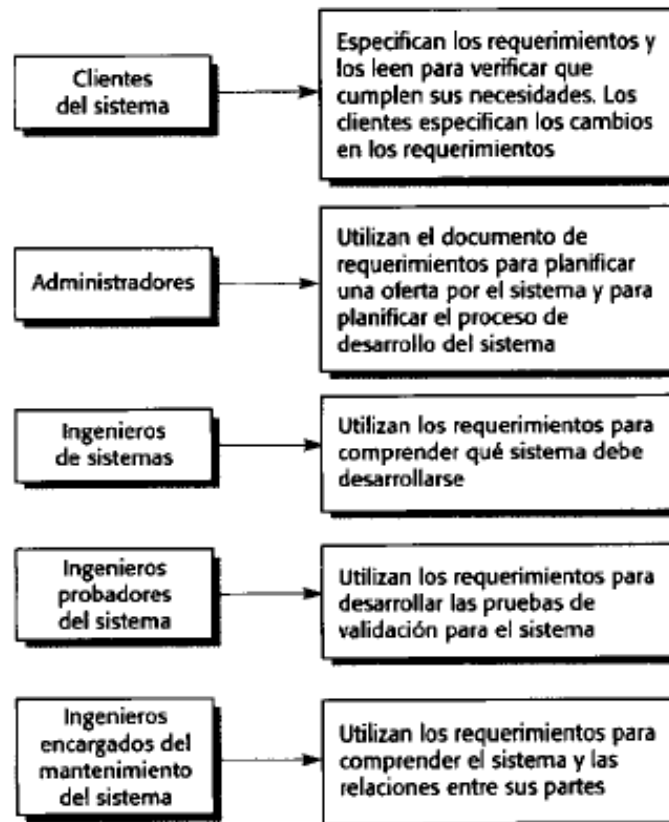 Clientes
del sistema
Especifican los requerimientos y
los leen para verificar que
cumplen sus necesidades. Los
clientes especifican los cambios
en los requerimientos
Administradores
Utilizan el documento de
requerimientos para planificar
una oferta por el sistema y para
planificar el proceso de
desarrollo del sistema
Ingenieros
de sistemas
Utilizan los requerimientos para
comprender qué sistema debe
desarrollarse
Ingenieros
probadores
del sistema
Utilizan los requerimientos para
desarrollar las pruebas de
validación para el sistema
Ingenieros
encargados del
mantenimiento
del sistema
Utilizan los requerimientos para
comprender el sistema y las
relaciones entre sus partes